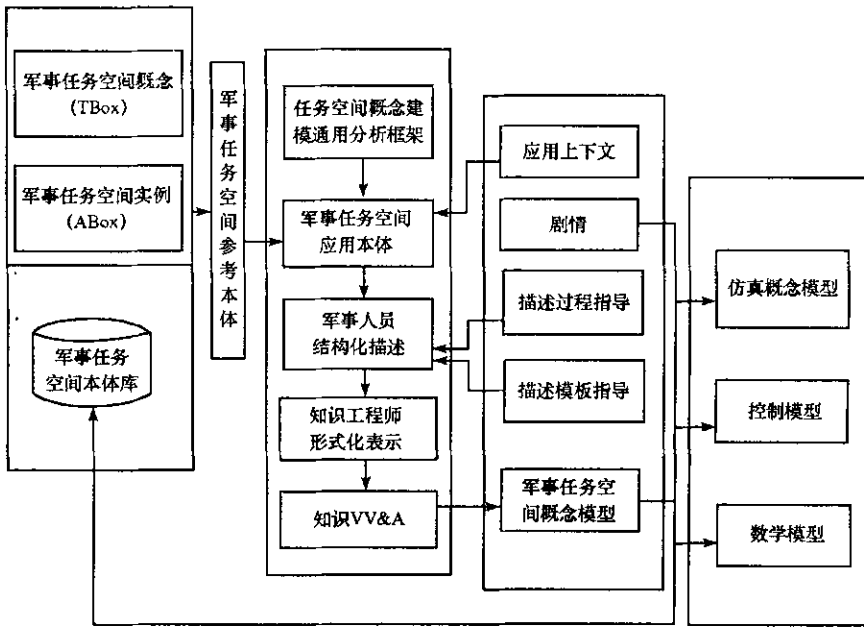 军事任务空间概念
(TBox)
军事任务空间实例
(ABox)
军事任务
空间本体库
军事任务空间参考本体
任务空间概念建
模通用分析框架
军事任务空间
应用本体
军事人员
结构化描述
知识工程师
形式化表示
知识VV&A
应用上下文
剧情
描述过程指导
描述模板指导
军事任务空
间概念模型
仿真概念模型
控制模型
数学模型